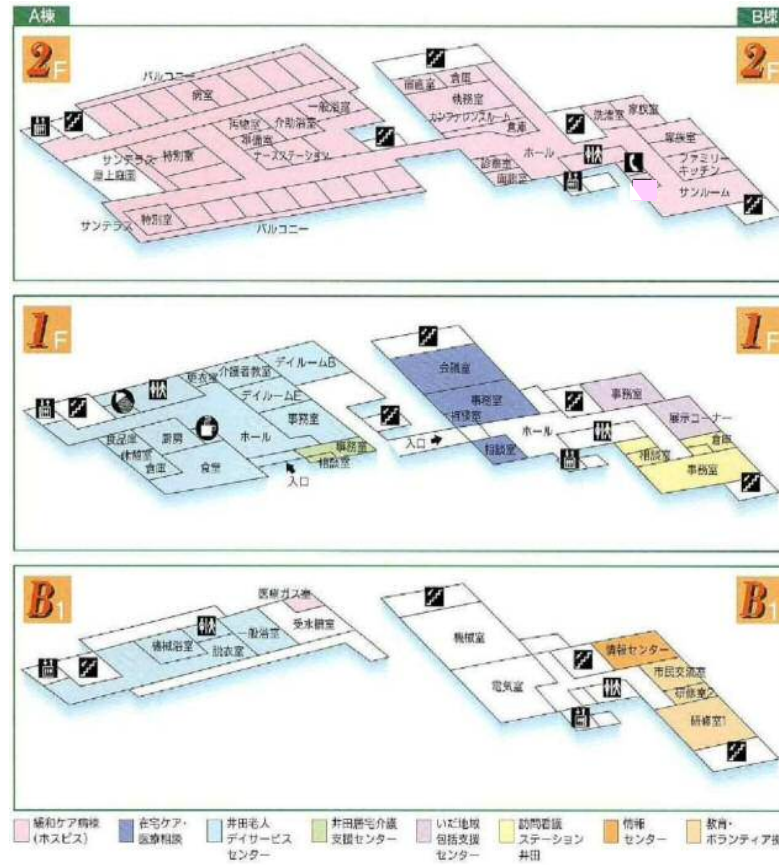 A棟
B棟
2F
2F
バルコニー
病室
一般浴室
汚物室
介助浴室
準備室
ナースステーション
サンテラス
特別室
屋上庭園
サンテラス
特別室
バルコニー
宿直室
倉庫
執務室
カンファレンスルーム
倉庫
ホール
診察室
面談室
洗濯室
家族室
家族室
ファミリー
キッチン
サンルーム
1F
1F
更衣室
介護者教室
デイルームB
デイルームE
事務室
食品庫
厨房
ホール
休憩室
倉庫
食堂
事務室
相談室
入口
会議室
事務室
相談室
入口
ホール
事務室
展示コーナー
倉庫
相談室
事務室
B1
B1
医療ガス室
受水槽室
機械浴室
脱衣室
一般浴室
機械室
電気室
情報センター
市民交流室
研修室2
研修室1
緩和ケア病棟
(ホスピス)
在宅ケア・
医療相談
井田老人
デイサービス
センター
井田居宅介護
支援センター
いだ地域
包括支援
センター
訪問看護
ステーション
井田
情報
センター
教育・
ボランティア